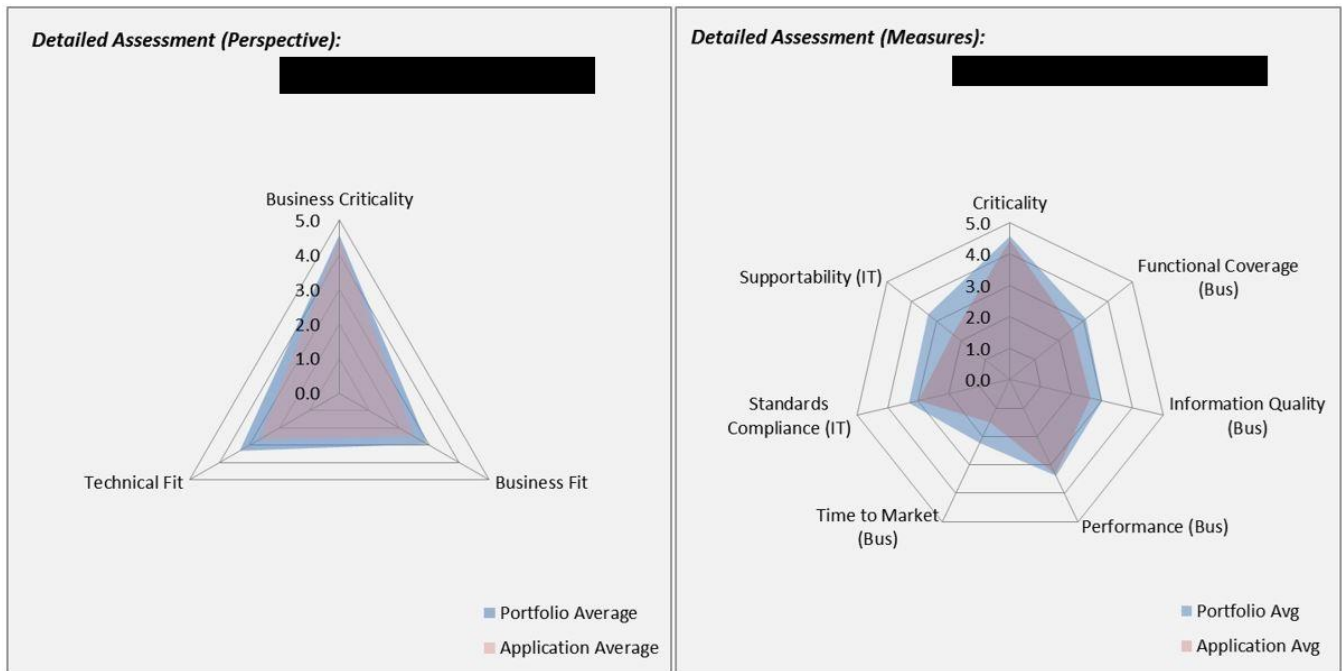 Detailed Assessment (Perspective):
Business Criticality
5.0
4.0
3.0
2.0
1.0
0.0
Technical Fit
Business Fit
Portfolio Average
Application Average
Detailed Assessment (Measures):
Criticality
5.0
4.0
3.0
2.0
1.0
0.0
Functional Coverage
(Bus)
Information Quality
(Bus)
Performance (Bus)
Time to Market
(Bus)
Standards
Compliance (IT)
Supportability (IT)
Portfolio Avg
Application Avg